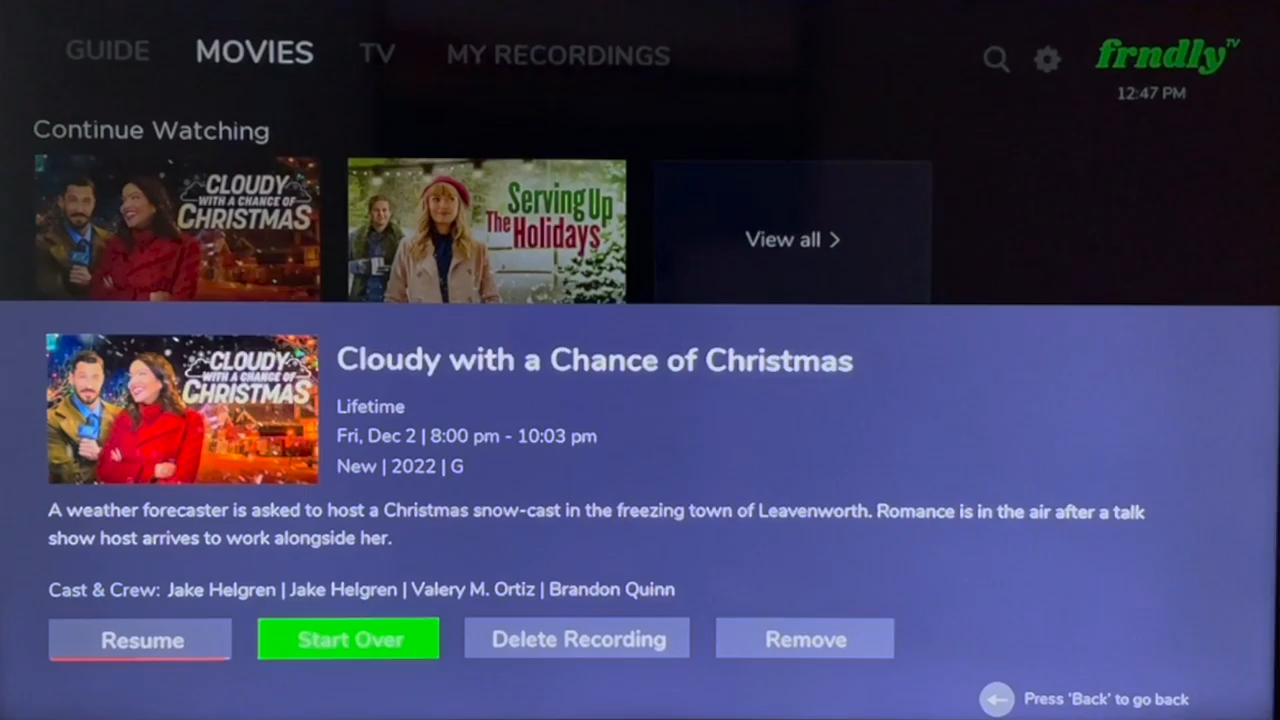 GUIDE MOVIES TV MY RECORDINGS frndly TV
12:47 PM
Continue Watching
CLOUDY
WITH A CHANCE OF
CHRISTMAS
Serving Up
The Holidays
View all >
CLOUDY
WITH A CHANCE OF
CHRISTMAS
Cloudy with a Chance of Christmas
Lifetime
Fri, Dec 2 | 8:00 pm - 10:03 pm
New | 2022 | G
A weather forecaster is asked to host a Christmas snow-cast in the freezing town of Leavenworth. Romance is in the air after a talk
show host arrives to work alongside her.
Cast & Crew: Jake Helgren | Jake Helgren | Valery M. Ortiz | Brandon Quinn
Resume Start Over Delete Recording Remove
Press 'Back' to go back